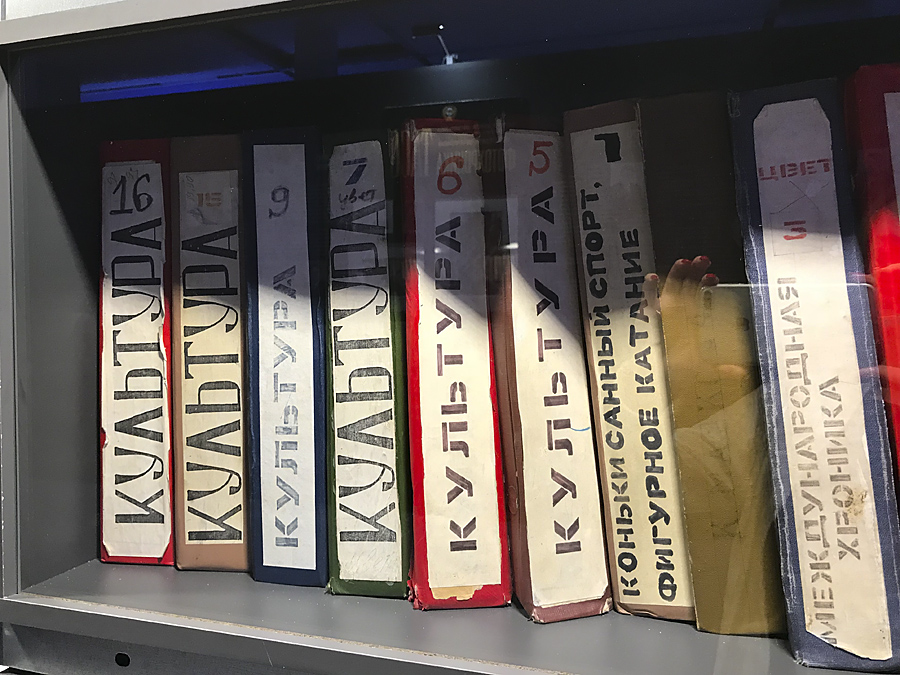 16
КУЛЬТУРА
15
КУЛЬТУРА
9
КУЛЬТУРА
7
цвет
КУЛЬТУРА
6
КУЛЬТУРА
5
КУЛЬТУРА
1
КОНЬКИ САННЫЙ СПОРТ,
ФИГУРНОЕ КАТАНИЕ
ЦВЕТ
МЕЖДУНАРОДНАЯ
ХРОНИКА